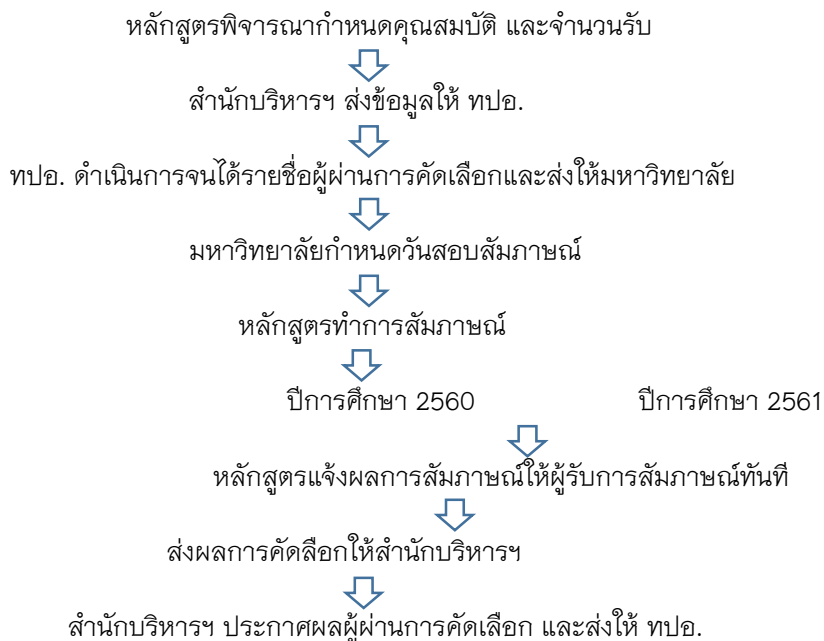 หลักสูตรพิจารณากำหนดคุณสมบัติ และจำนวนรับ
สำนักบริหารฯ ส่งข้อมูลให้ ทปอ.
ทปอ. ดำเนินการจนได้รายชื่อผู้ผ่านการคัดเลือกและส่งให้มหาวิทยาลัย
มหาวิทยาลัยกำหนดวันสอบสัมภาษณ์
หลักสูตรทำการสัมภาษณ์
ปีการศึกษา 2560 ปีการศึกษา 2561
หลักสูตรแจ้งผลการสัมภาษณ์ให้ผู้รับการสัมภาษณ์ทันที
ส่งผลการคัดลือกให้สำนักบริหารฯ
สำนักบริหารฯ ประกาศผลผู้ผ่านการคัดเลือก และส่งให้ ทปอ.